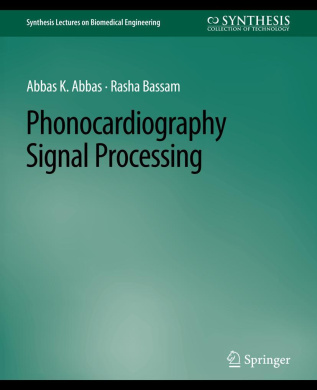 Synthesis Lectures on Biomedical Engineering
SYNTHESIS
COLLECTION OF TECHNOLOGY
Abbas K. Abbas · Rasha Bassam
Phonocardiography
Signal Processing
Springer